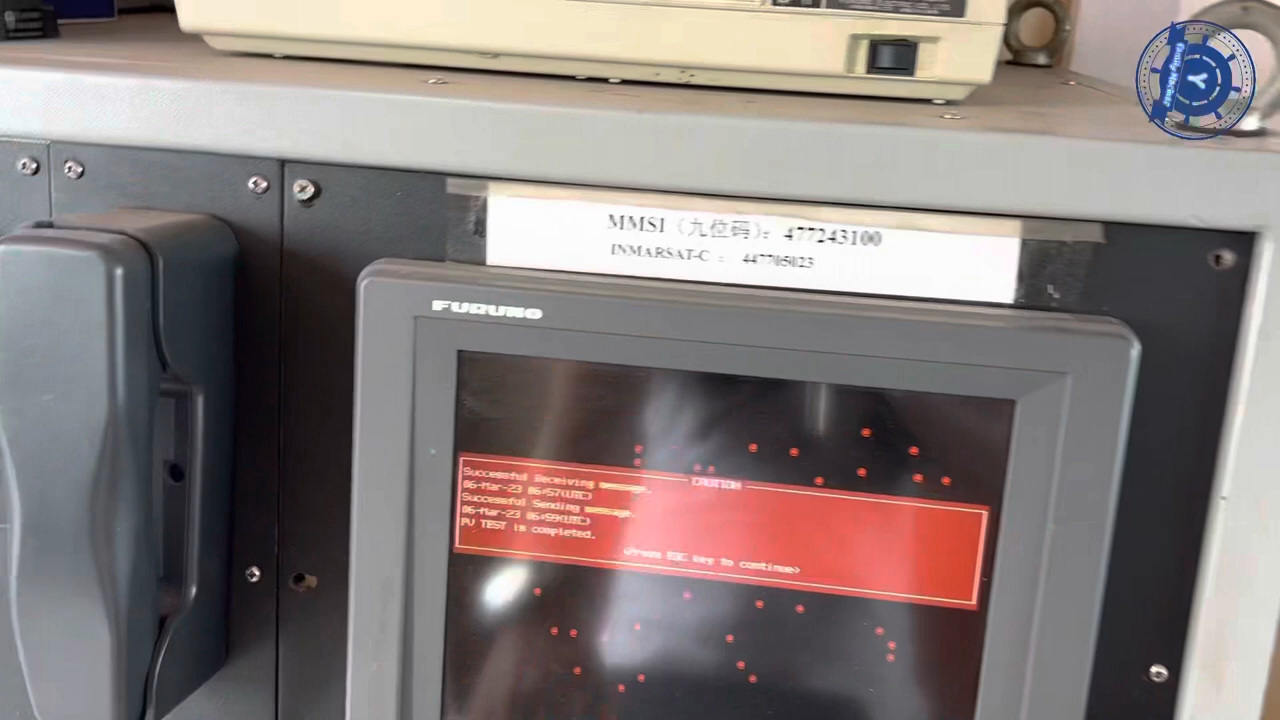 MMSI（九位码）：477243100
INMARSAT-C : 447705023
FURUNO
CAUTION
Successful Receiving message.
06-Mar-23 06:57(UTC)
Successful Sending message.
06-Mar-23 06:59(UTC)
PV TEST is completed.
<Press ESC key to continue>